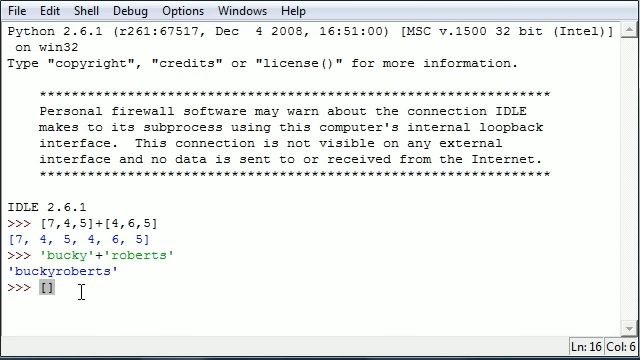 File Edit Shell Debug Options Windows Help
Python 2.6.1 (r261:67517, Dec  4 2008, 16:51:00) [MSC v.1500 32 bit (Intel)]
 on win32
Type "copyright", "credits" or "license()" for more information.
****************************************************************
Personal firewall software may warn about the connection IDLE
makes to its subprocess using this computer's internal loopback
interface.  This connection is not visible on any external
interface and no data is sent to or received from the Internet.
****************************************************************
IDLE 2.6.1
>>> [7,4,5]+[4,6,5]
[7, 4, 5, 4, 6, 5]
>>> 'bucky'+'roberts'
'buckyroberts'
>>> []
Ln: 16 Col: 6